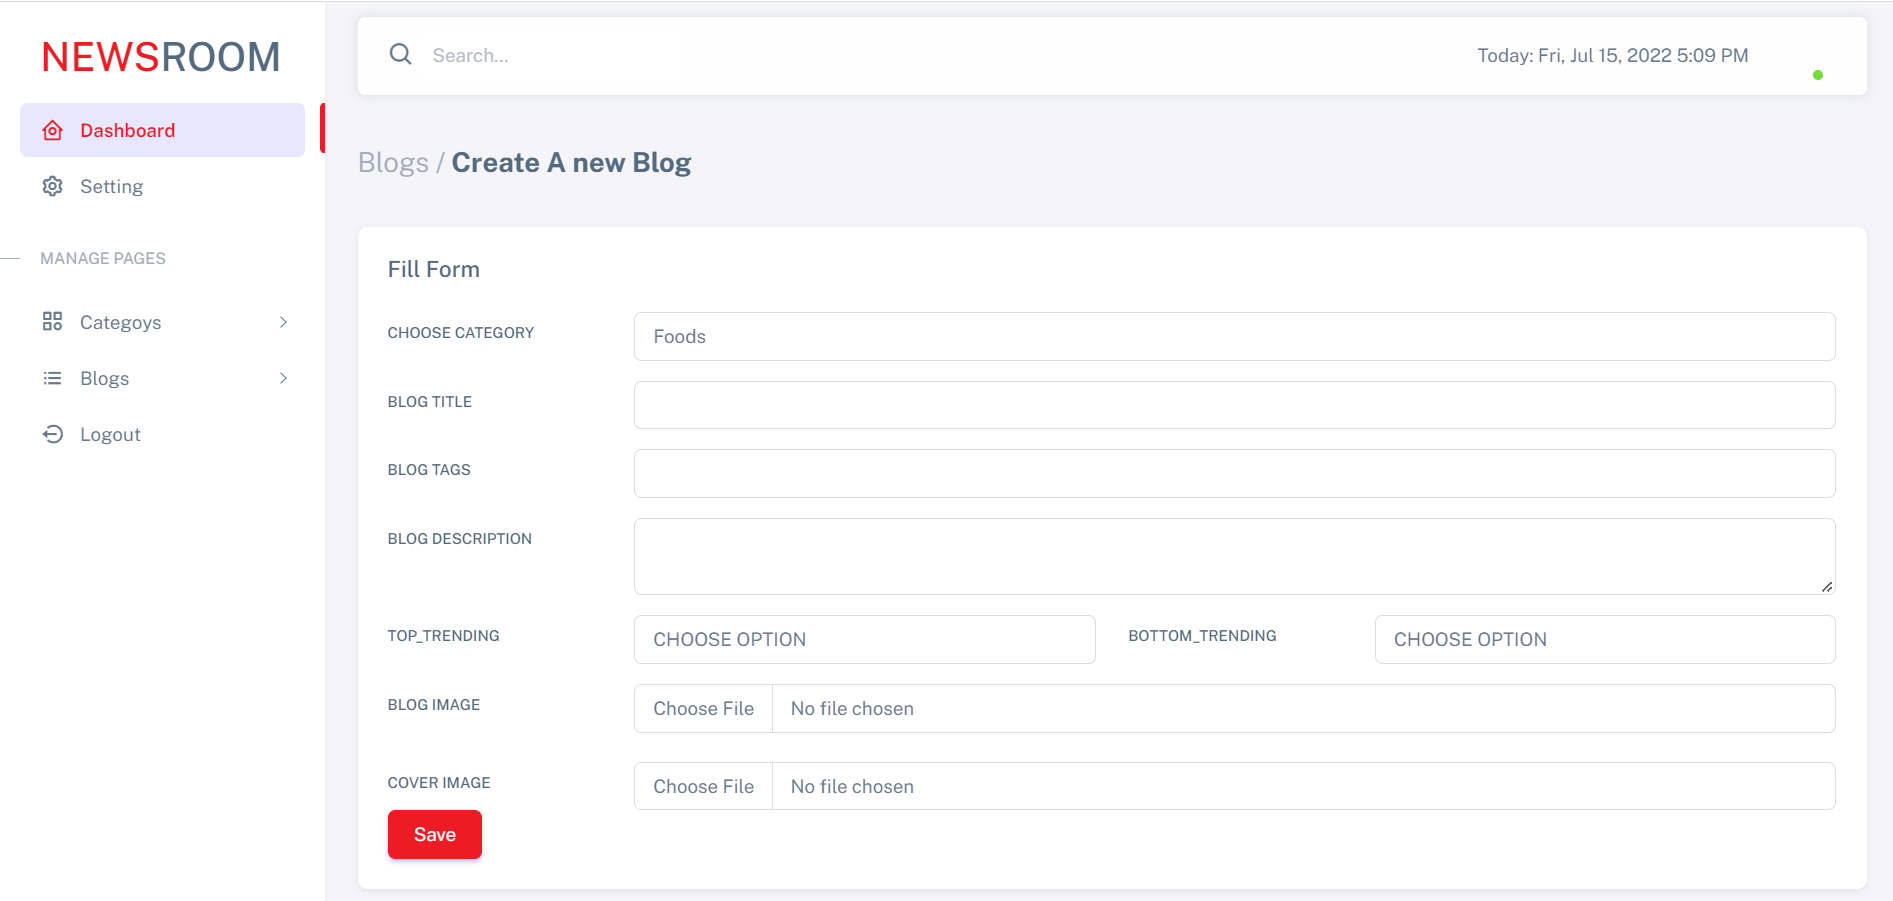 NEWSROOM
Dashboard
Setting
MANAGE PAGES
Categoys
Blogs
Logout
Search...
Today: Fri, Jul 15, 2022 5:09 PM
Blogs / Create A new Blog
Fill Form
CHOOSE CATEGORY
Foods
BLOG TITLE
BLOG TAGS
BLOG DESCRIPTION
TOP_TRENDING
CHOOSE OPTION
BOTTOM_TRENDING
CHOOSE OPTION
BLOG IMAGE
Choose File No file chosen
COVER IMAGE
Choose File No file chosen
Save